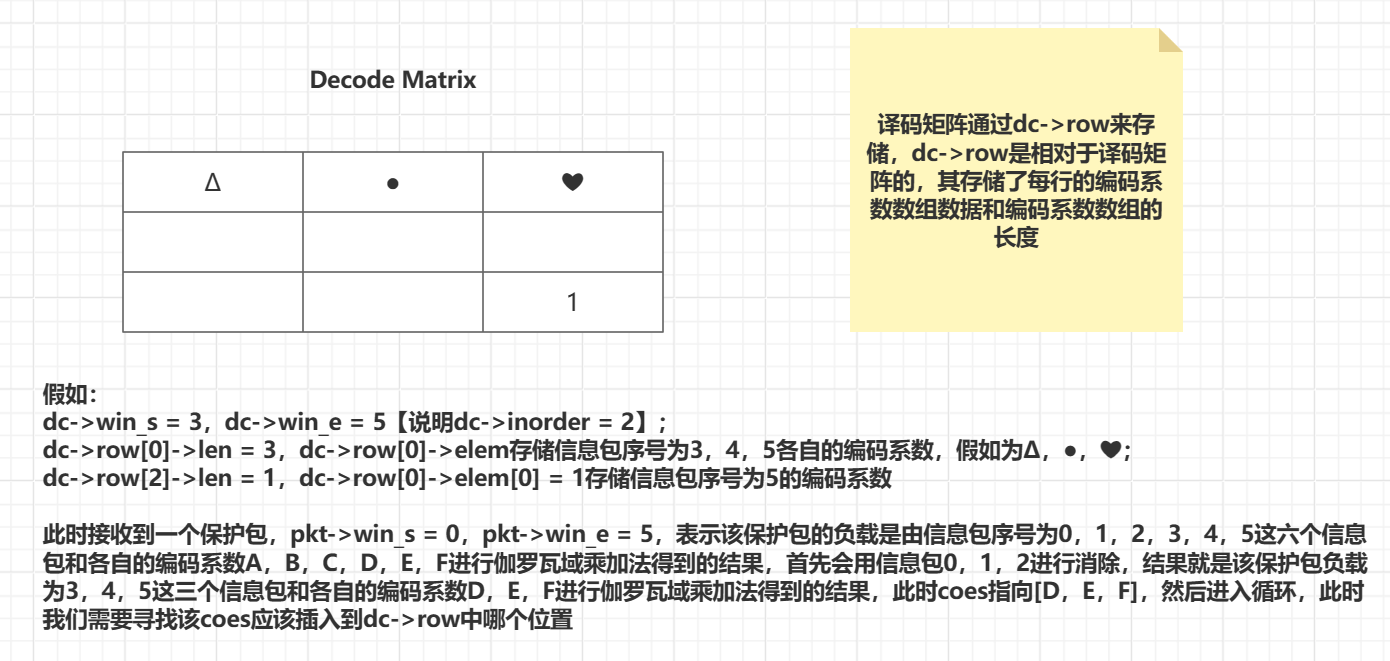 Decode Matrix
Δ ● ♥
1
译码矩阵通过dc->row来存
储，dc->row是相对于译码矩
阵的，其存储了每行的编码系
数数组数据和编码系数数组的
长度
假如：
dc->win_s = 3，dc->win_e = 5【说明dc->inorder = 2】;
dc->row[0]->len = 3，dc->row[0]->elem存储信息包序号为3，4，5各自的编码系数，假如为Δ，●，♥;
dc->row[2]->len = 1，dc->row[0]->elem[0] = 1存储信息包序号为5的编码系数
此时接收到一个保护包，pkt->win_s = 0，pkt->win_e = 5，表示该保护包的负载是由信息包序号为0，1，2，3，4，5这六个信息
包和各自的编码系数A，B，C，D，E，F进行伽罗瓦域乘加法得到的结果，首先会用信息包0，1，2进行消除，结果就是该保护包负载
为3，4，5这三个信息包和各自的编码系数D，E，F进行伽罗瓦域乘加法得到的结果，此时coes指向[D，E，F]，然后进入循环，此时
我们需要寻找该coes应该插入到dc->row中哪个位置